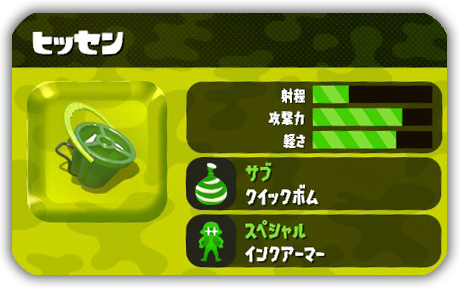 ヒッセン
射程
攻撃力
軽さ
サブ
クイックボム
スペシャル
インクアーマー